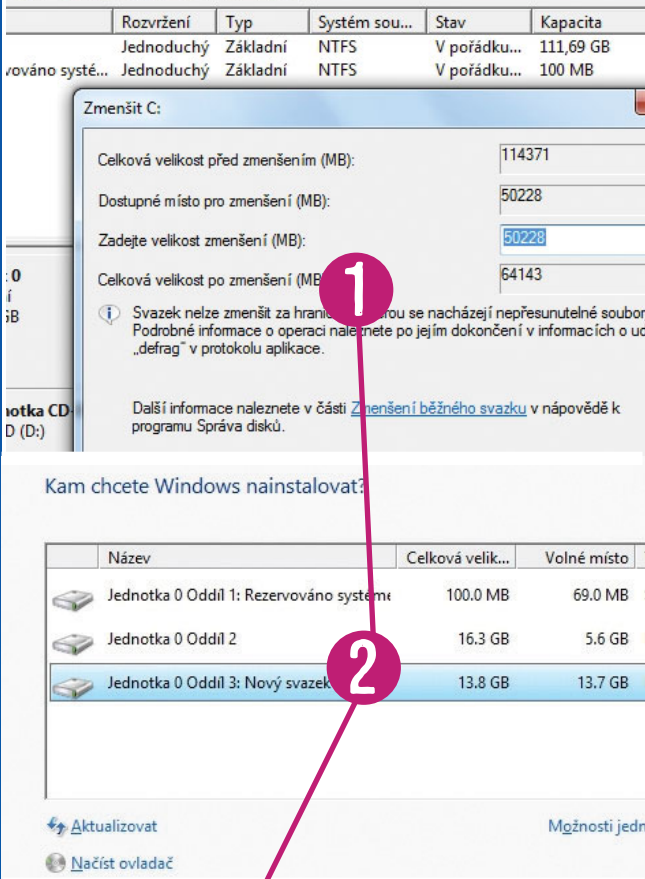 Rozvržení Typ Systém sou... Stav Kapacita
Jednoduchý Základní NTFS V pořádku... 111,69 GB
vováno systé... Jednoduchý Základní NTFS V pořádku... 100 MB
Zmenšit C:
Celková velikost před zmenšením (MB): 114371
Dostupné místo pro zmenšení (MB): 50228
Zadejte velikost zmenšení (MB): 50228
0
Celková velikost po zmenšení (MB 64143
1
GB
Svazek nelze zmenšit za hranici rou se nacházejí nepřesunutelné soubor
Podrobné informace o operaci naleznete po jejím dokončení v informacích o ud
„defrag" v protokolu aplikace.
notka CD-
D (D:)
Další informace naleznete v části Zmenšení běžného svazku v nápovědě k
programu Správa disků.
Kam chcete Windows nainstalovat?
Název Celková velik... Volné místo
Jednotka 0 Oddíl 1: Rezervováno systéme 100.0 MB 69.0 MB
Jednotka 0 Oddíl 2 16.3 GB 5.6 GB
2
Jednotka 0 Oddíl 3: Nový svazek 13.8 GB 13.7 GB
Aktualizovat Možnosti jedn
Načíst ovladač